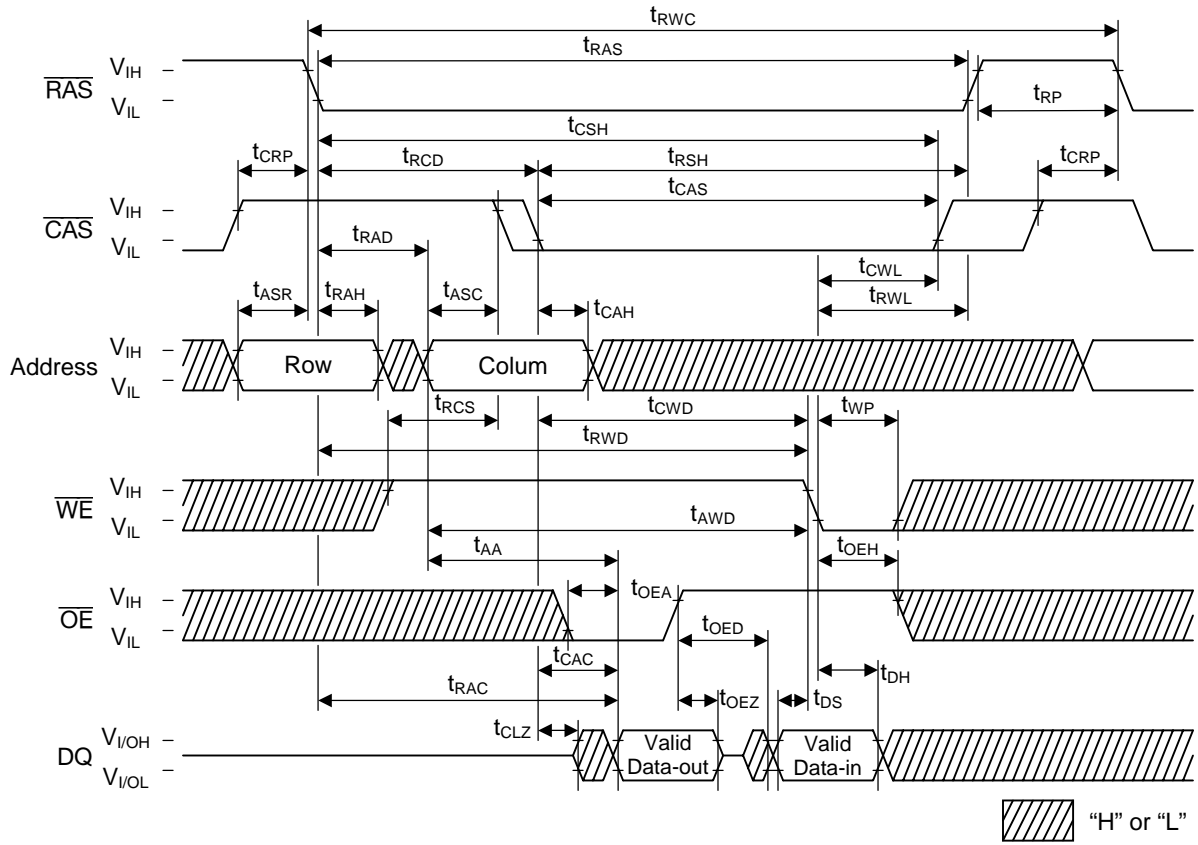 tRWC
tRAS
RAS
VIH
VIL
tRP
tCSH
tCRP
tRCD
tRSH
tCRP
tCAS
CAS
VIH
VIL
tRAD
tCWL
tRWL
tASR
tRAH
tASC
tCAH
Address
VIH
VIL
Row
Colum
tRCS
tCWD
tWP
tRWD
WE
VIH
VIL
tAWD
tAA
tOEH
OE
VIH
VIL
tOEA
tOED
tCAC
tDH
tRAC
tOEZ
tDS
tCLZ
DQ
VI/OH
VI/OL
Valid
Data-out
Valid
Data-in
“H” or “L”